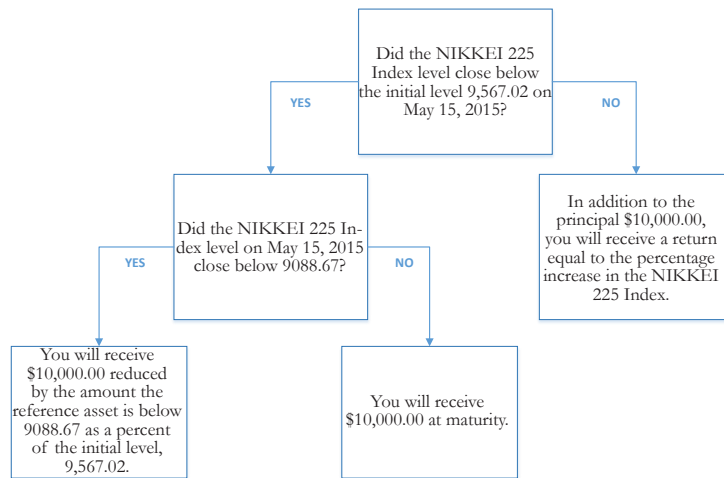 Did the NIKKEI 225
Index level close below
the initial level 9,567.02 on
May 15, 2015?
YES
NO
Did the NIKKEI 225 In-
dex level on May 15, 2015
close below 9088.67?
In addition to the
principal $10,000.00,
you will receive a return
equal to the percentage
increase in the NIKKEI
225 Index.
YES
NO
You will receive
$10,000.00 reduced
by the amount the
reference asset is below
9088.67 as a percent
of the initial level,
9,567.02.
You will receive
$10,000.00 at maturity.